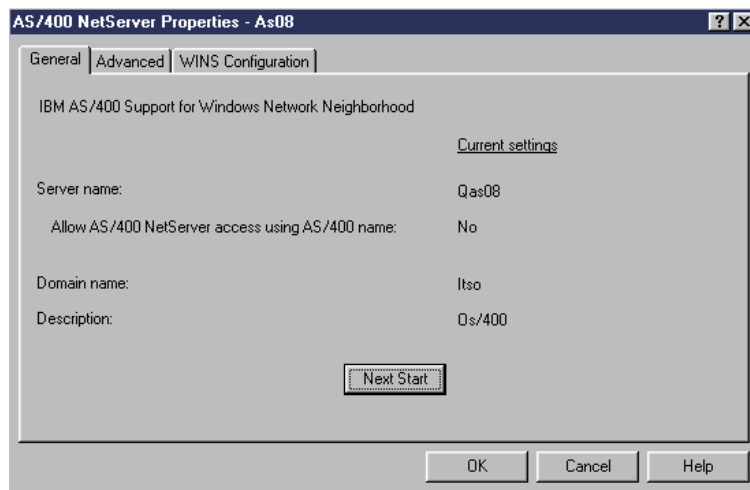 AS/400 NetServer Properties - As08
General Advanced WINS Configuration
IBM AS/400 Support for Windows Network Neighborhood
Current settings
Server name: Qas08
Allow AS/400 NetServer access using AS/400 name: No
Domain name: Itso
Description: Os/400
Next Start
OK Cancel Help